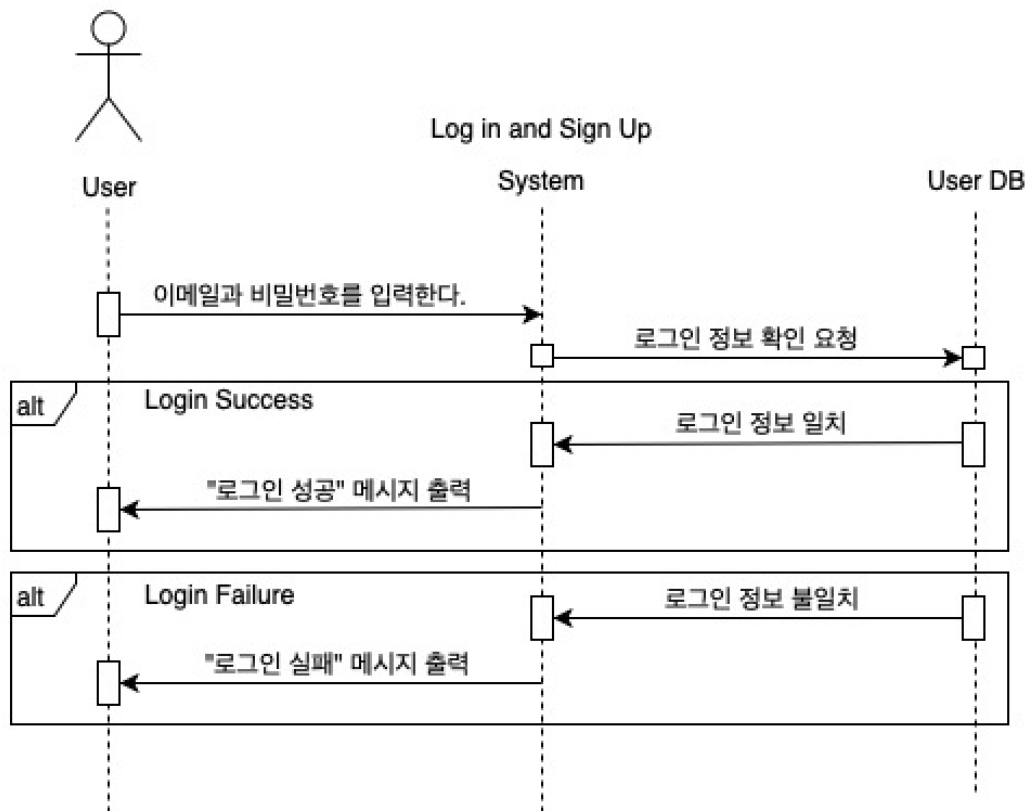 Log in and Sign Up
User
System
User DB
이메일과 비밀번호를 입력한다.
로그인 정보 확인 요청
alt
Login Success
로그인 정보 일치
"로그인 성공" 메시지 출력
alt
Login Failure
로그인 정보 불일치
"로그인 실패" 메시지 출력